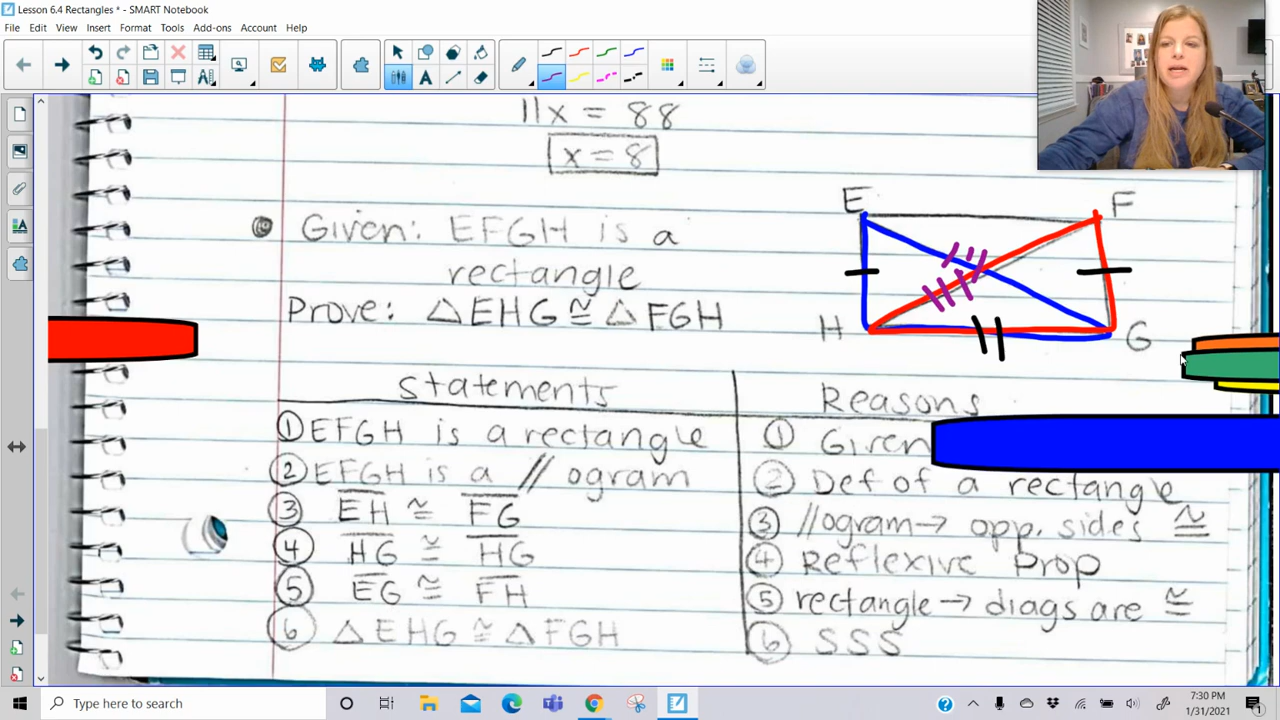 Lesson 6.4 Rectangles * - SMART Notebook
File Edit View Insert Format Tools Add-ons Account Help
11x = 88
x = 8
Given: EFGH is a
rectangle
Prove: △EHG ≅ △FGH
E F
H G
Statements Reasons
① EFGH is a rectangle ① Given
② EFGH is a // ogram ② Def of a rectangle
③ EH ≅ FG ③ //ogram → opp. sides ≅
④ HG ≅ HG ④ Reflexive Prop
⑤ EG ≅ FH ⑤ rectangle → diags are ≅
⑥ △EHG ≅ △FGH ⑥ SSS
Type here to search
7:30 PM
1/31/2021